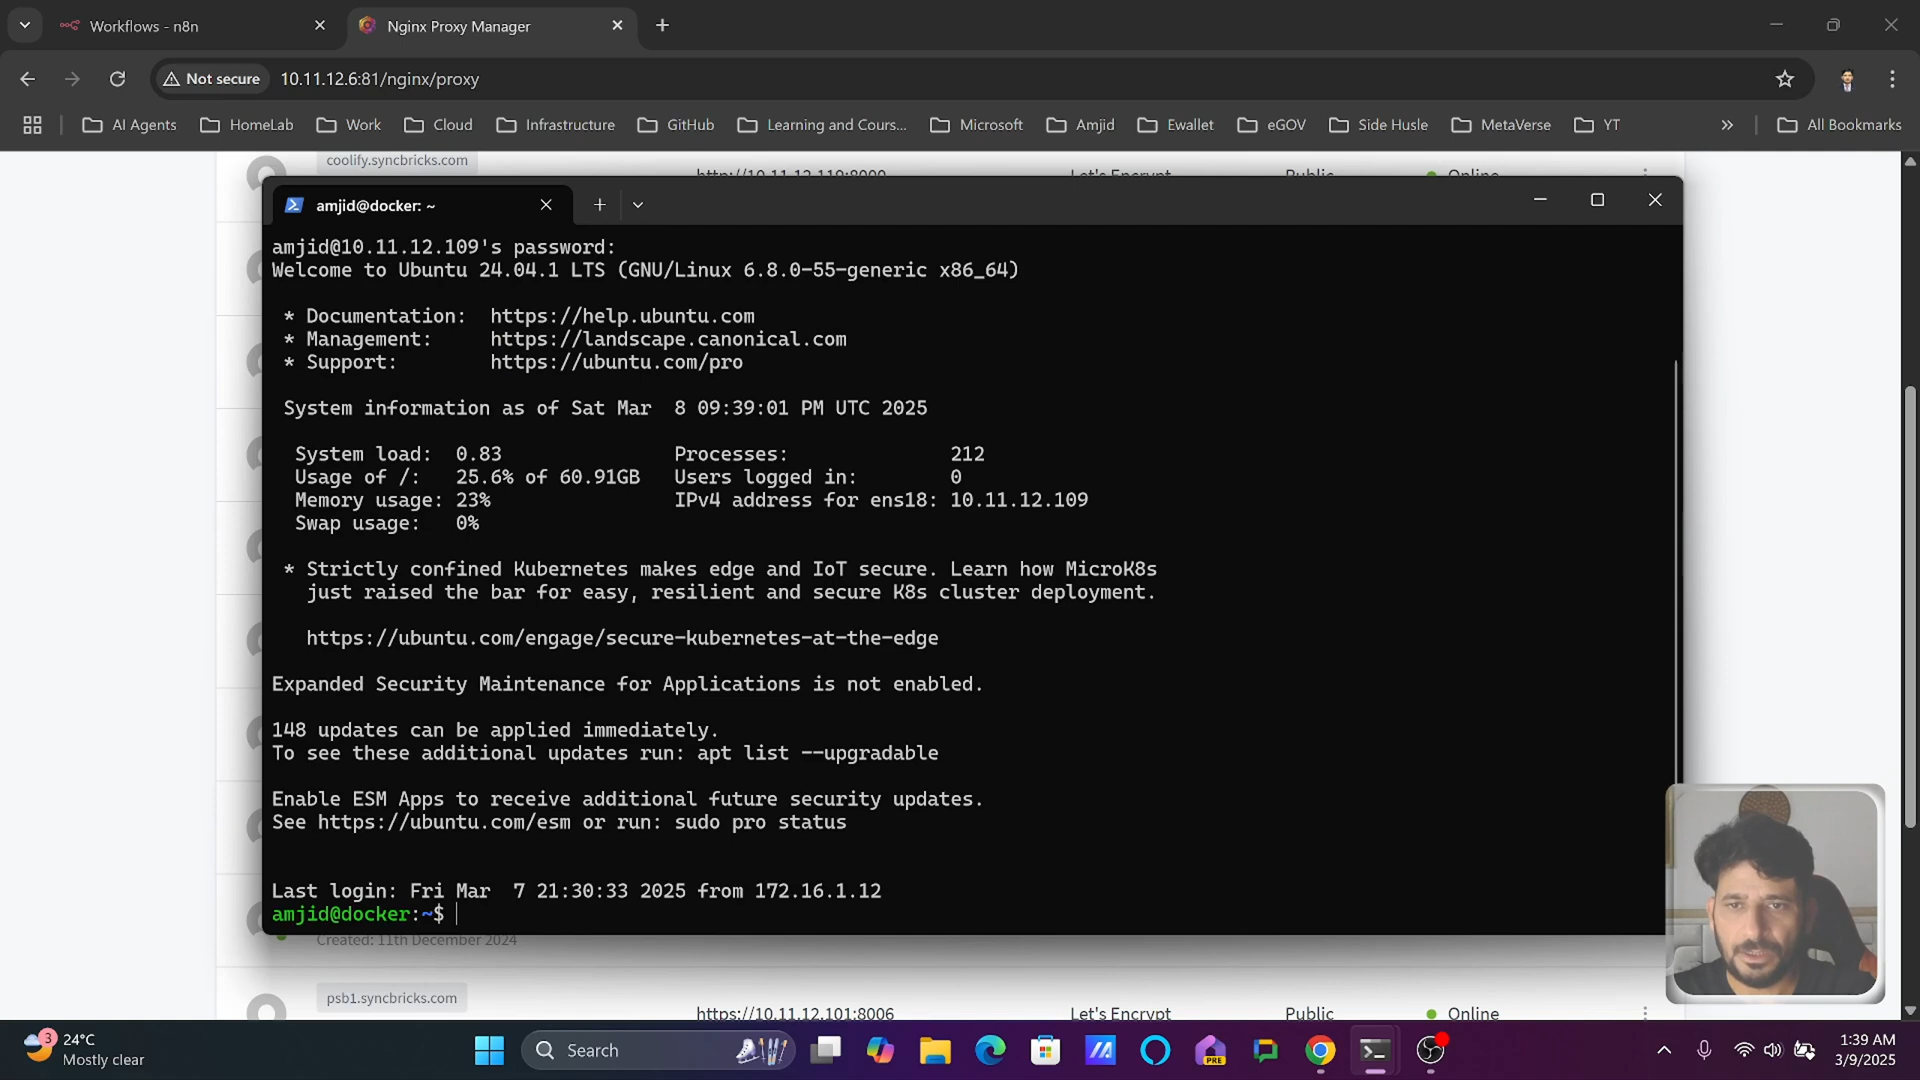 Workflows - n8n
Nginx Proxy Manager
Not secure
10.11.12.6:81/nginx/proxy
AI Agents
HomeLab
Work
Cloud
Infrastructure
GitHub
Learning and Cours...
Microsoft
Amjid
Ewallet
eGOV
Side Husle
MetaVerse
YT
All Bookmarks
coolify.syncbricks.com
http://10.11.12.119:8000
Let's Encrypt
Public
Online
amjid@docker: ~
amjid@10.11.12.109's password:
Welcome to Ubuntu 24.04.1 LTS (GNU/Linux 6.8.0-55-generic x86_64)
* Documentation: https://help.ubuntu.com
* Management: https://landscape.canonical.com
* Support: https://ubuntu.com/pro
System information as of Sat Mar 8 09:39:01 PM UTC 2025
System load: 0.83 Processes: 212
Usage of /: 25.6% of 60.91GB Users logged in: 0
Memory usage: 23% IPv4 address for ens18: 10.11.12.109
Swap usage: 0%
* Strictly confined Kubernetes makes edge and IoT secure. Learn how MicroK8s
just raised the bar for easy, resilient and secure K8s cluster deployment.
https://ubuntu.com/engage/secure-kubernetes-at-the-edge
Expanded Security Maintenance for Applications is not enabled.
148 updates can be applied immediately.
To see these additional updates run: apt list --upgradable
Enable ESM Apps to receive additional future security updates.
See https://ubuntu.com/esm or run: sudo pro status
Last login: Fri Mar 7 21:30:33 2025 from 172.16.1.12
amjid@docker:~$
Created: 11th December 2024
psb1.syncbricks.com
https://10.11.12.101:8006
Let's Encrypt
Public
Online
3
24°C
Mostly clear
Search
PRE
1:39 AM
3/9/2025